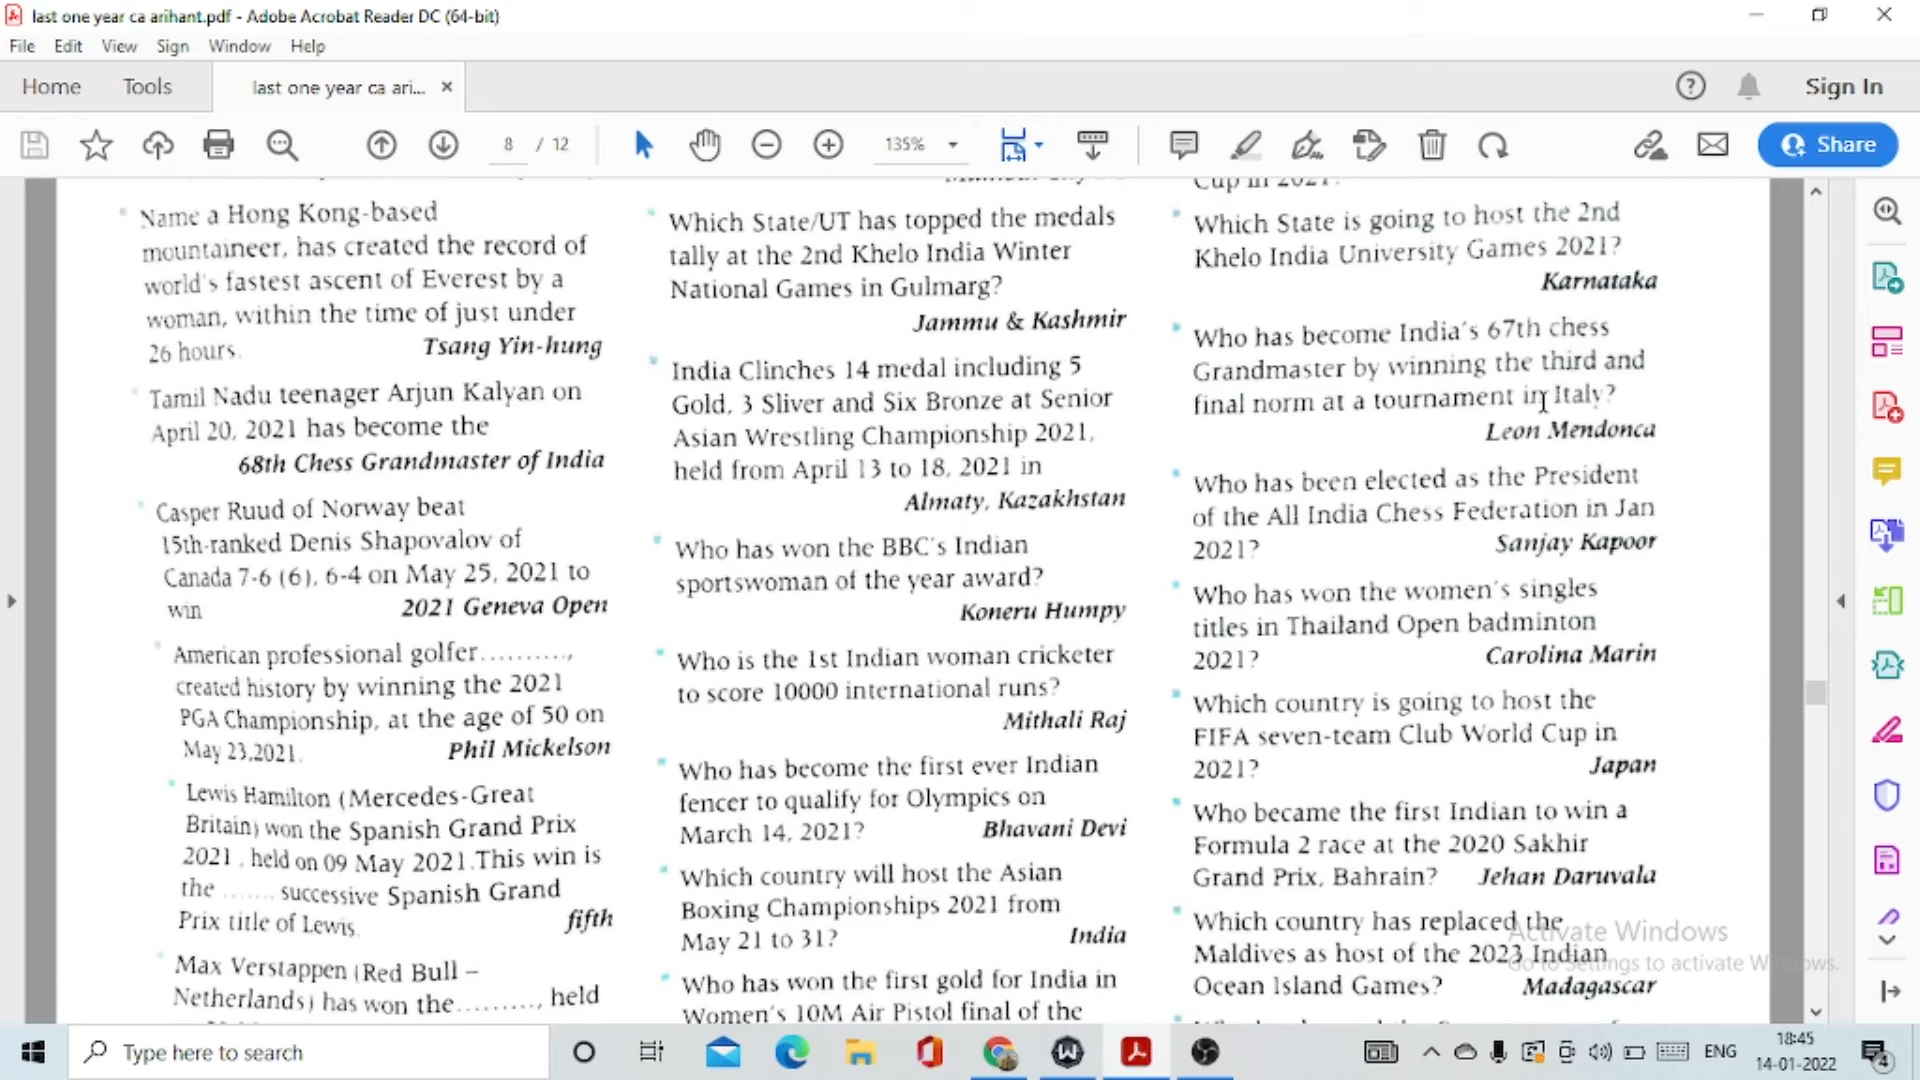 last one year ca arihant.pdf - Adobe Acrobat Reader DC (64-bit)
File Edit View Sign Window Help
Home Tools last one year ca ari... × Sign In
8 / 12 135% Share
Name a Hong Kong-based
mountaineer, has created the record of
world's fastest ascent of Everest by a
woman, within the time of just under
26 hours. Tsang Yin-hung
Tamil Nadu teenager Arjun Kalyan on
April 20, 2021 has become the
68th Chess Grandmaster of India
Casper Ruud of Norway beat
15th-ranked Denis Shapovalov of
Canada 7-6 (6), 6-4 on May 25, 2021 to
win 2021 Geneva Open
American professional golfer..........,
created history by winning the 2021
PGA Championship, at the age of 50 on
May 23,2021. Phil Mickelson
Lewis Hamilton (Mercedes-Great
Britain) won the Spanish Grand Prix
2021 , held on 09 May 2021.This win is
the ....... successive Spanish Grand
Prix title of Lewis. fifth
Max Verstappen (Red Bull –
Netherlands) has won the.........., held
Which State/UT has topped the medals
tally at the 2nd Khelo India Winter
National Games in Gulmarg?
Jammu & Kashmir
India Clinches 14 medal including 5
Gold, 3 Sliver and Six Bronze at Senior
Asian Wrestling Championship 2021,
held from April 13 to 18, 2021 in
Almaty, Kazakhstan
Who has won the BBC's Indian
sportswoman of the year award?
Koneru Humpy
Who is the 1st Indian woman cricketer
to score 10000 international runs?
Mithali Raj
Who has become the first ever Indian
fencer to qualify for Olympics on
March 14, 2021? Bhavani Devi
Which country will host the Asian
Boxing Championships 2021 from
May 21 to 31? India
Who has won the first gold for India in
Women's 10M Air Pistol final of the
Cup in 2021?
Which State is going to host the 2nd
Khelo India University Games 2021?
Karnataka
Who has become India's 67th chess
Grandmaster by winning the third and
final norm at a tournament in Italy?
Leon Mendonca
Who has been elected as the President
of the All India Chess Federation in Jan
2021? Sanjay Kapoor
Who has won the women's singles
titles in Thailand Open badminton
2021? Carolina Marin
Which country is going to host the
FIFA seven-team Club World Cup in
2021? Japan
Who became the first Indian to win a
Formula 2 race at the 2020 Sakhir
Grand Prix, Bahrain? Jehan Daruvala
Which country has replaced the
Maldives as host of the 2023 Indian
Ocean Island Games? Madagascar
Activate Windows
Go to Settings to activate Windows.
Type here to search
ENG
18:45
14-01-2022
4